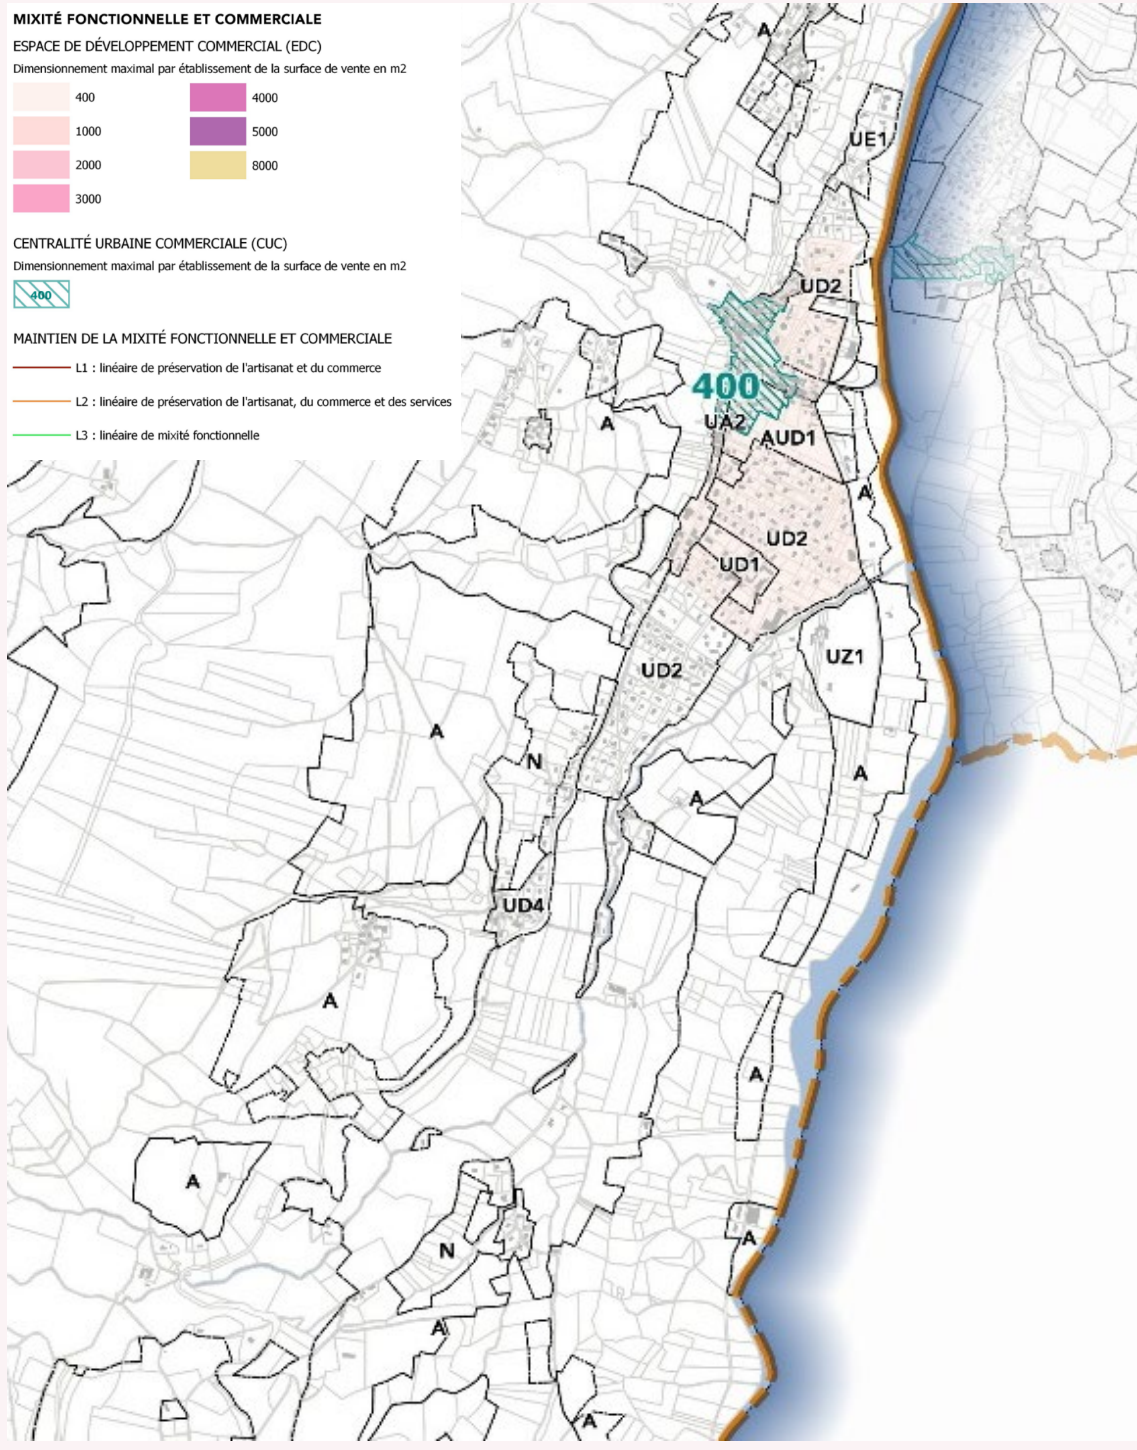 MIXITÉ FONCTIONNELLE ET COMMERCIALE
ESPACE DE DÉVELOPPEMENT COMMERCIAL (EDC)
Dimensionnement maximal par établissement de la surface de vente en m2
400
4000
1000
5000
2000
8000
3000
CENTRALITÉ URBAINE COMMERCIALE (CUC)
Dimensionnement maximal par établissement de la surface de vente en m2
400
MAINTIEN DE LA MIXITÉ FONCTIONNELLE ET COMMERCIALE
L1 : linéaire de préservation de l'artisanat et du commerce
L2 : linéaire de préservation de l'artisanat, du commerce et des services
L3 : linéaire de mixité fonctionnelle
A
UE1
UD2
400
UA2
A
AUD1
A
UD2
UD1
UZ1
UD2
A
N
A
A
UD4
A
A
A
A
N
A
A